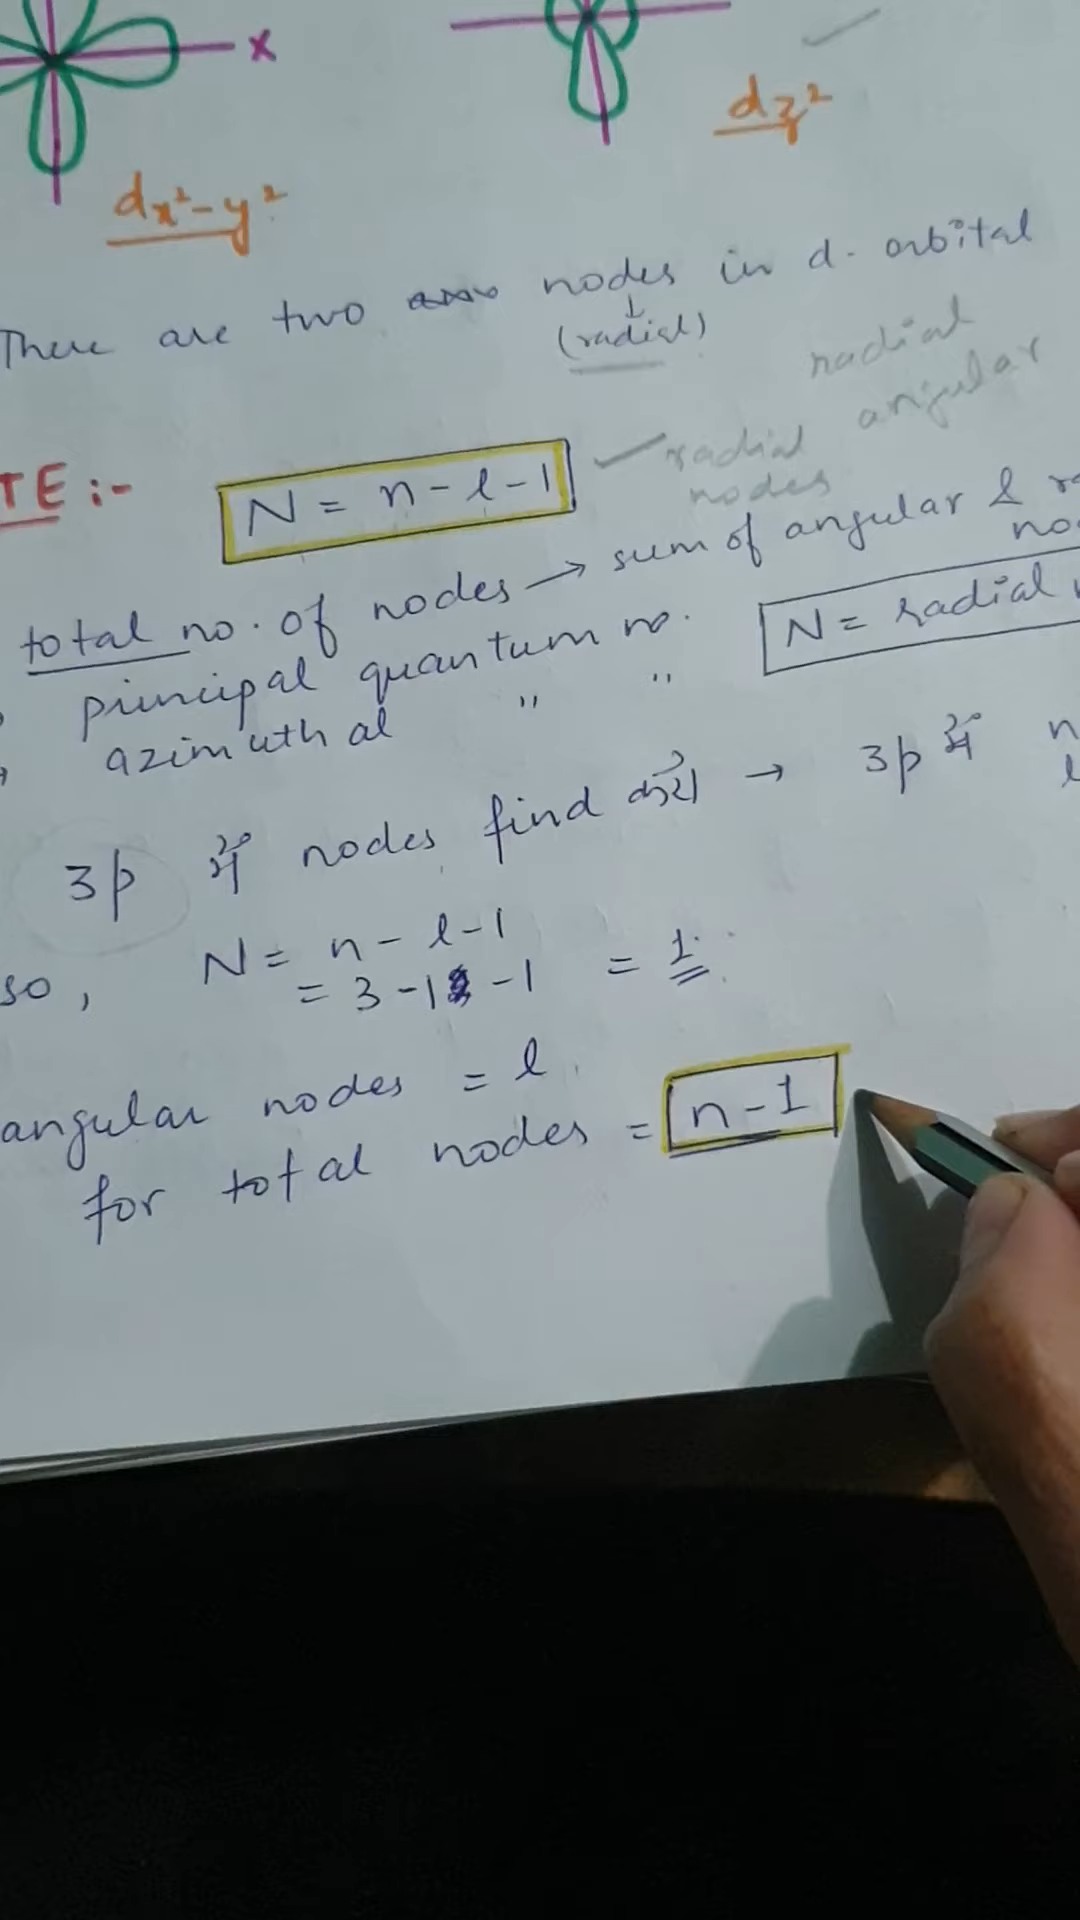 x
dz²
dx²-y²
There are two nodes in d-orbital
(radial)
radial
angular
TE :-
N = n-l-1
radial
nodes
total no. of nodes → sum of angular &
principal quantum no.
N = radial
azimuthal " "
3p में nodes find करो → 3p में
n
l
so, N = n-l-1
= 3-1-1 = 1
angular nodes = l
for total nodes = n-1